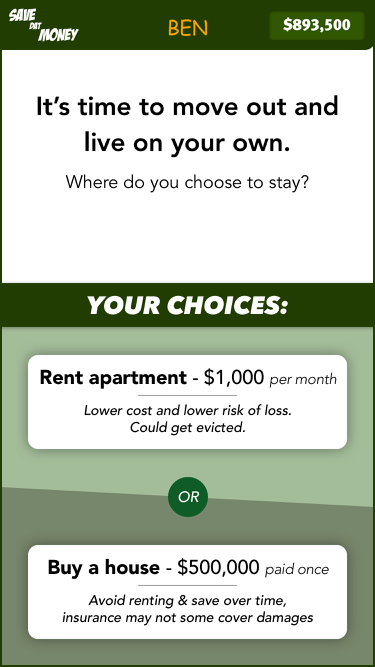 SAVE
DAT
MONEY
BEN
$893,500
It's time to move out and
live on your own.
Where do you choose to stay?
YOUR CHOICES:
Rent apartment - $1,000 per month
Lower cost and lower risk of loss.
Could get evicted.
OR
Buy a house - $500,000 paid once
Avoid renting & save over time,
insurance may not some cover damages